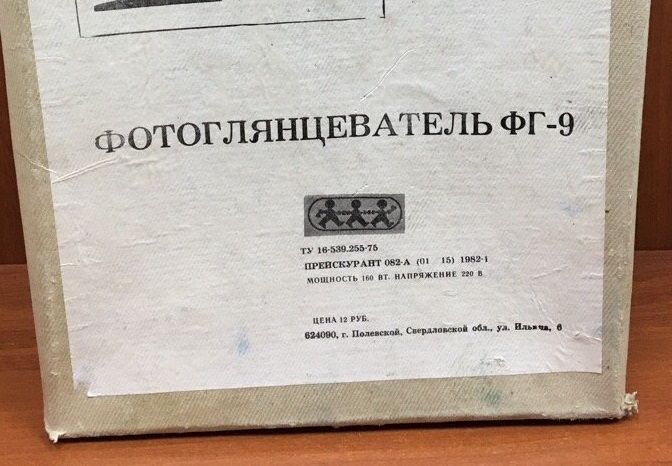 ФОТОГЛЯНЦЕВАТЕЛЬ ФГ-9
ТУ 16-539.255-75
ПРЕЙСКУРАНТ 082-А (01 15) 1982-1
МОЩНОСТЬ 160 ВТ. НАПРЯЖЕНИЕ 220 В
ЦЕНА 12 РУБ.
624090, г. Полевской, Свердловской обл., ул. Ильича, 6